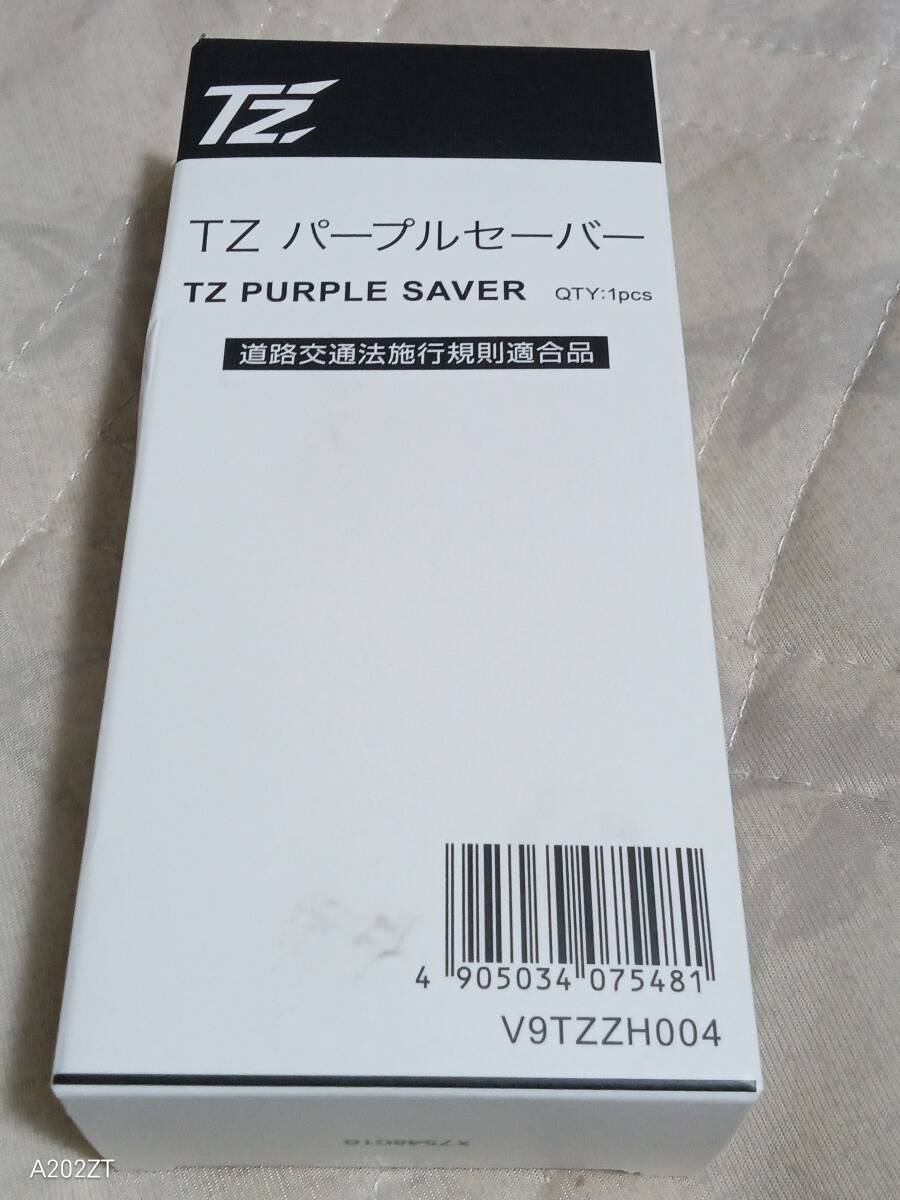 TZ
TZ パープルセーバー
TZ PURPLE SAVER QTY:1pcs
道路交通法施行規則適合品
4 905034 075481
V9TZZH004
A202ZT